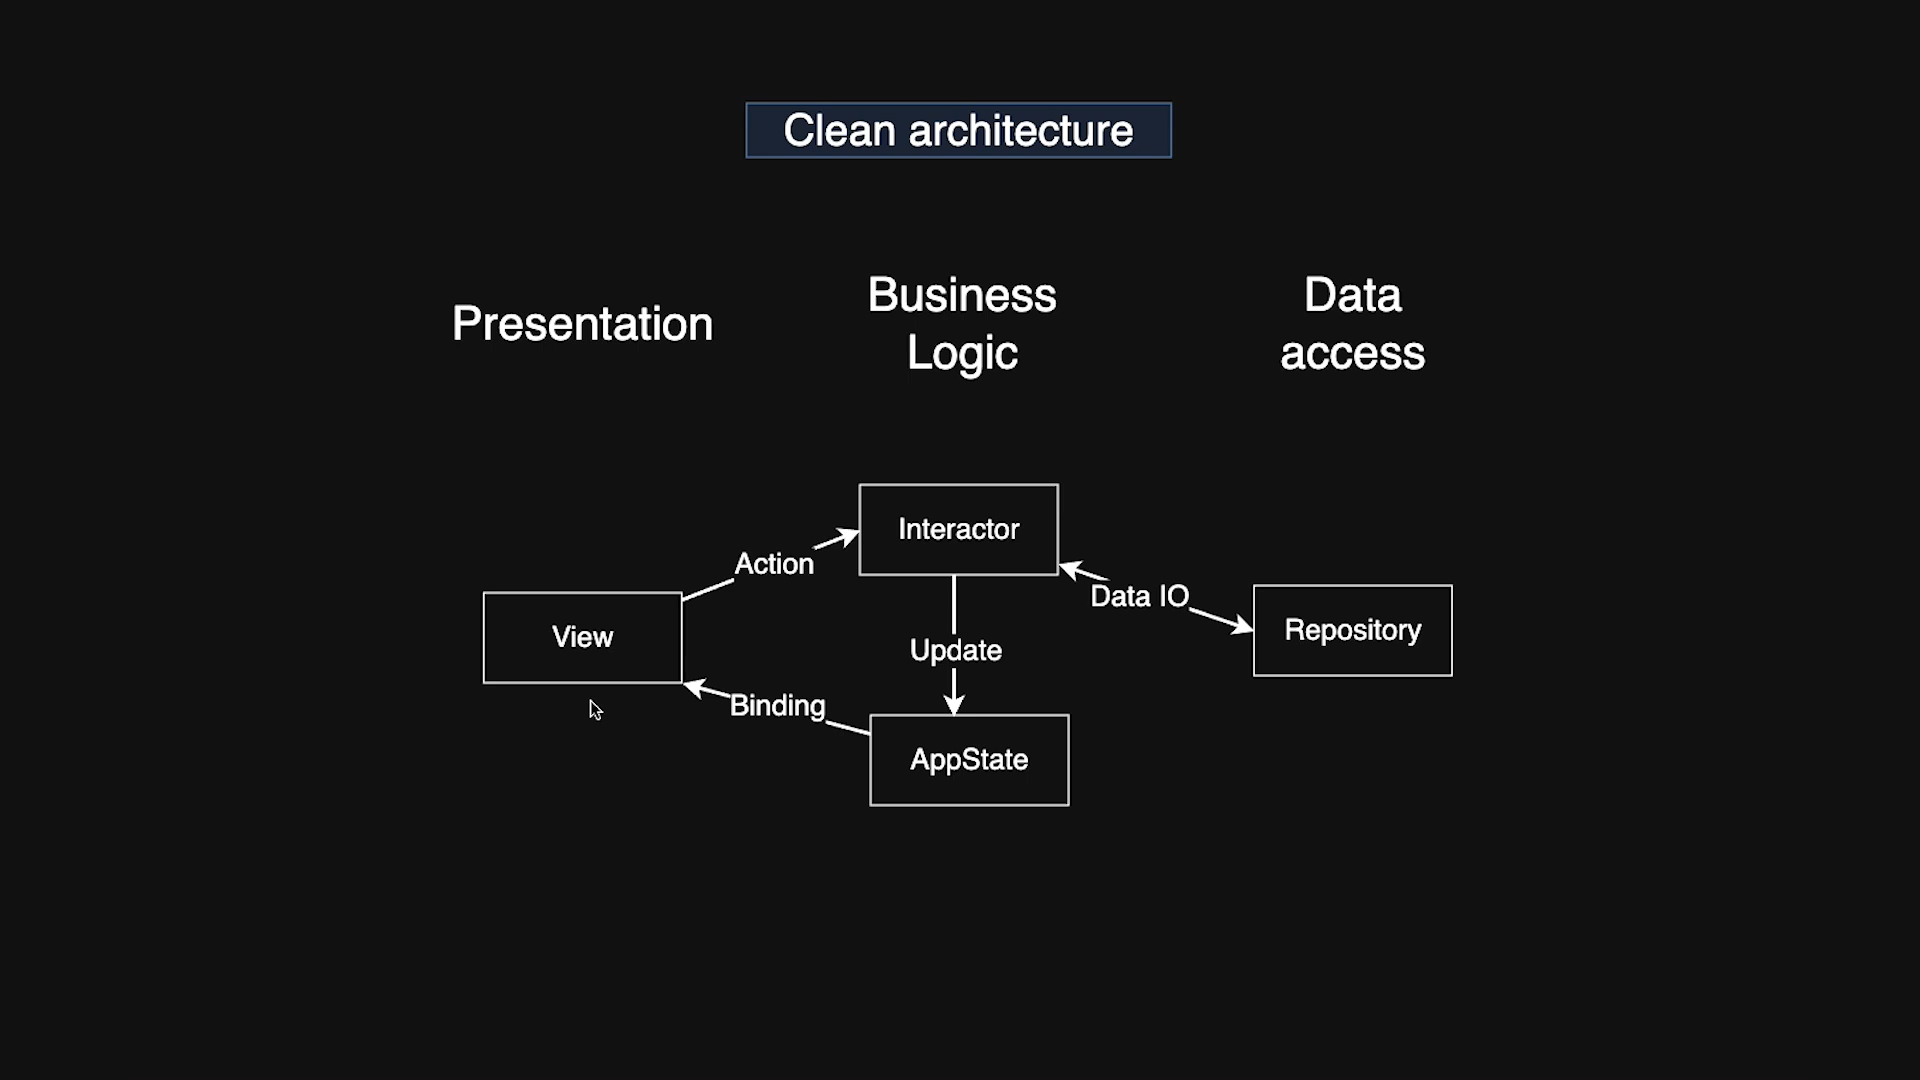 Clean architecture
Presentation
Business
Logic
Data
access
Interactor
Action
Data IO
View
Repository
Update
Binding
AppState